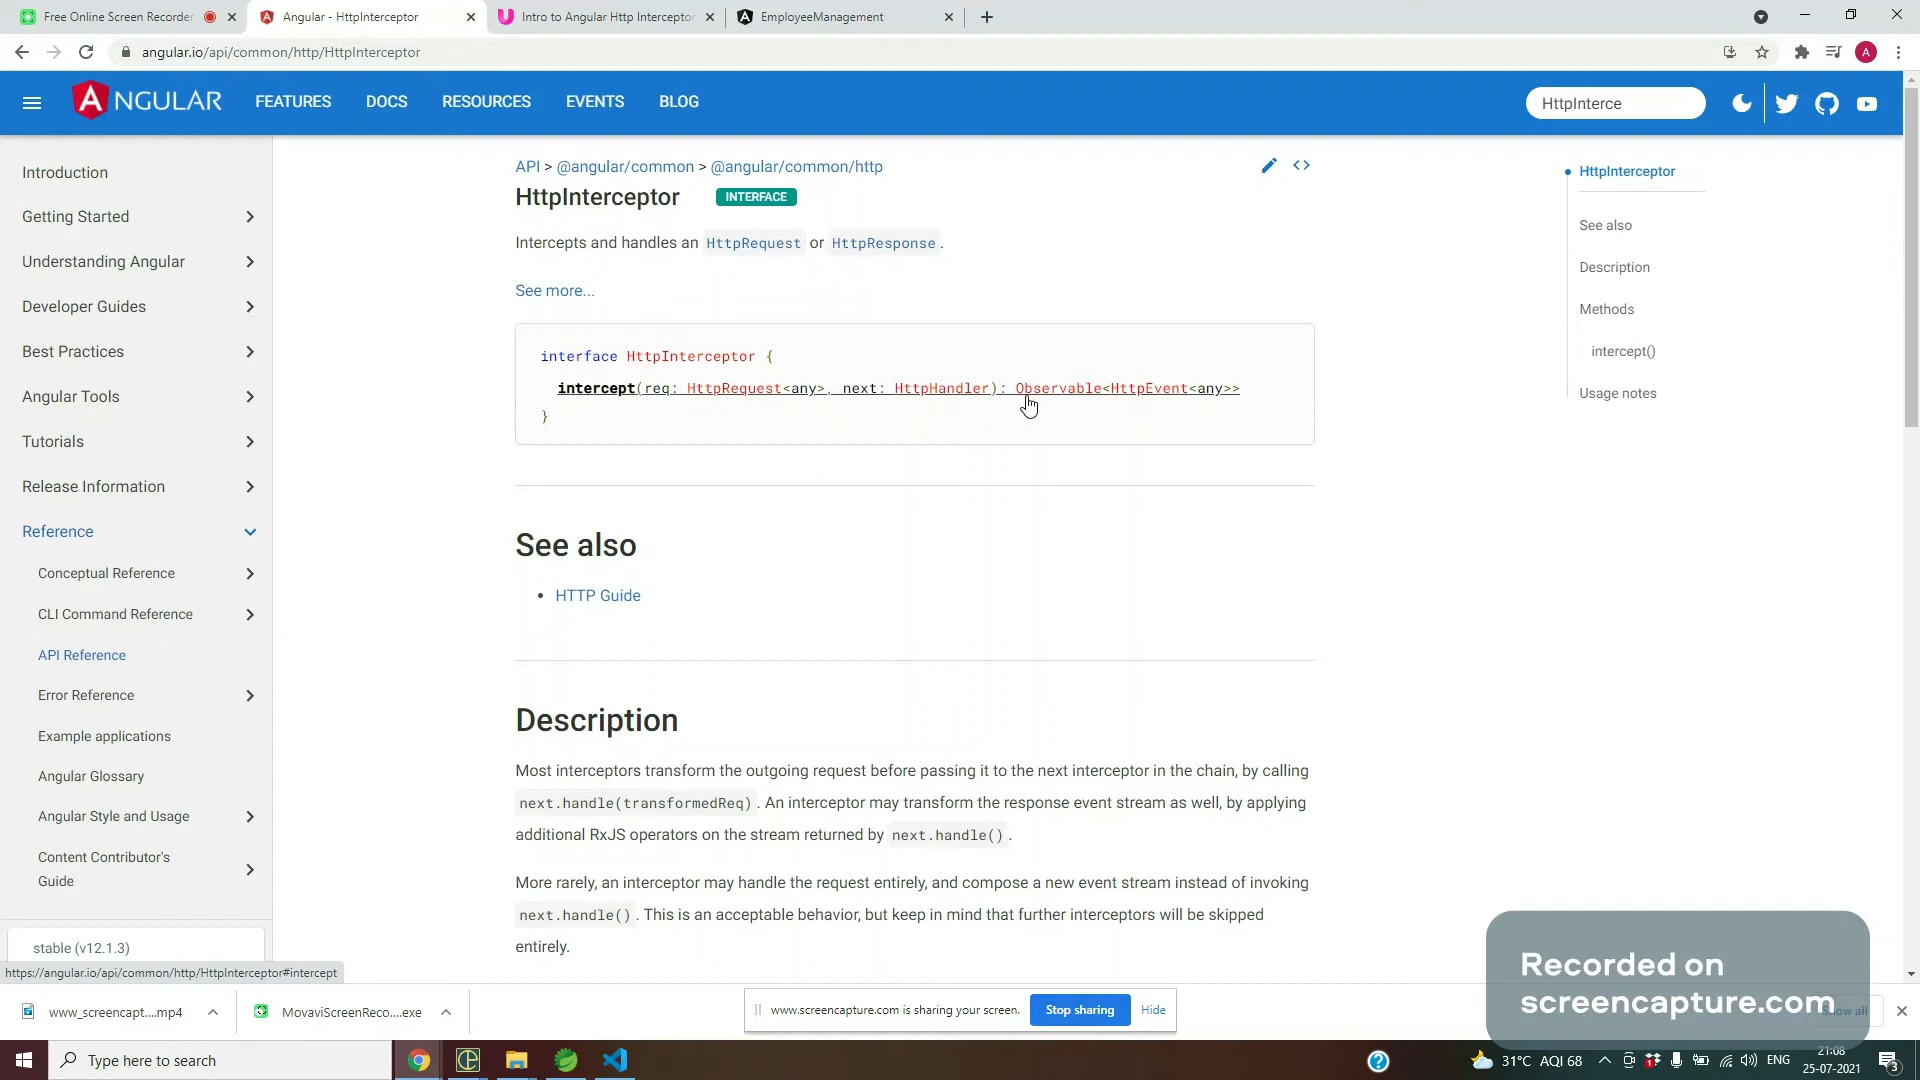 Free Online Screen Recorder
Angular - HttpInterceptor
Intro to Angular Http Interceptor
EmployeeManagement
angular.io/api/common/http/HttpInterceptor
A
ANGULAR
FEATURES
DOCS
RESOURCES
EVENTS
BLOG
HttpInterce
Introduction
Getting Started
Understanding Angular
Developer Guides
Best Practices
Angular Tools
Tutorials
Release Information
Reference
Conceptual Reference
CLI Command Reference
API Reference
Error Reference
Example applications
Angular Glossary
Angular Style and Usage
Content Contributor's
Guide
stable (v12.1.3)
https://angular.io/api/common/http/HttpInterceptor#intercept
API > @angular/common > @angular/common/http
HttpInterceptor INTERFACE
Intercepts and handles an HttpRequest or HttpResponse.
See more...
interface HttpInterceptor {
intercept(req: HttpRequest<any>, next: HttpHandler): Observable<HttpEvent<any>>
}
See also
HTTP Guide
Description
Most interceptors transform the outgoing request before passing it to the next interceptor in the chain, by calling
next.handle(transformedReq). An interceptor may transform the response event stream as well, by applying
additional RxJS operators on the stream returned by next.handle().
More rarely, an interceptor may handle the request entirely, and compose a new event stream instead of invoking
next.handle(). This is an acceptable behavior, but keep in mind that further interceptors will be skipped
entirely.
HttpInterceptor
See also
Description
Methods
intercept()
Usage notes
Recorded on
screencapture.com
Show all
www_screencapt....mp4
MovaviScreenReco....exe
www.screencapture.com is sharing your screen.
Stop sharing
Hide
Type here to search
31°C AQI 68
ENG
21:08
25-07-2021
3